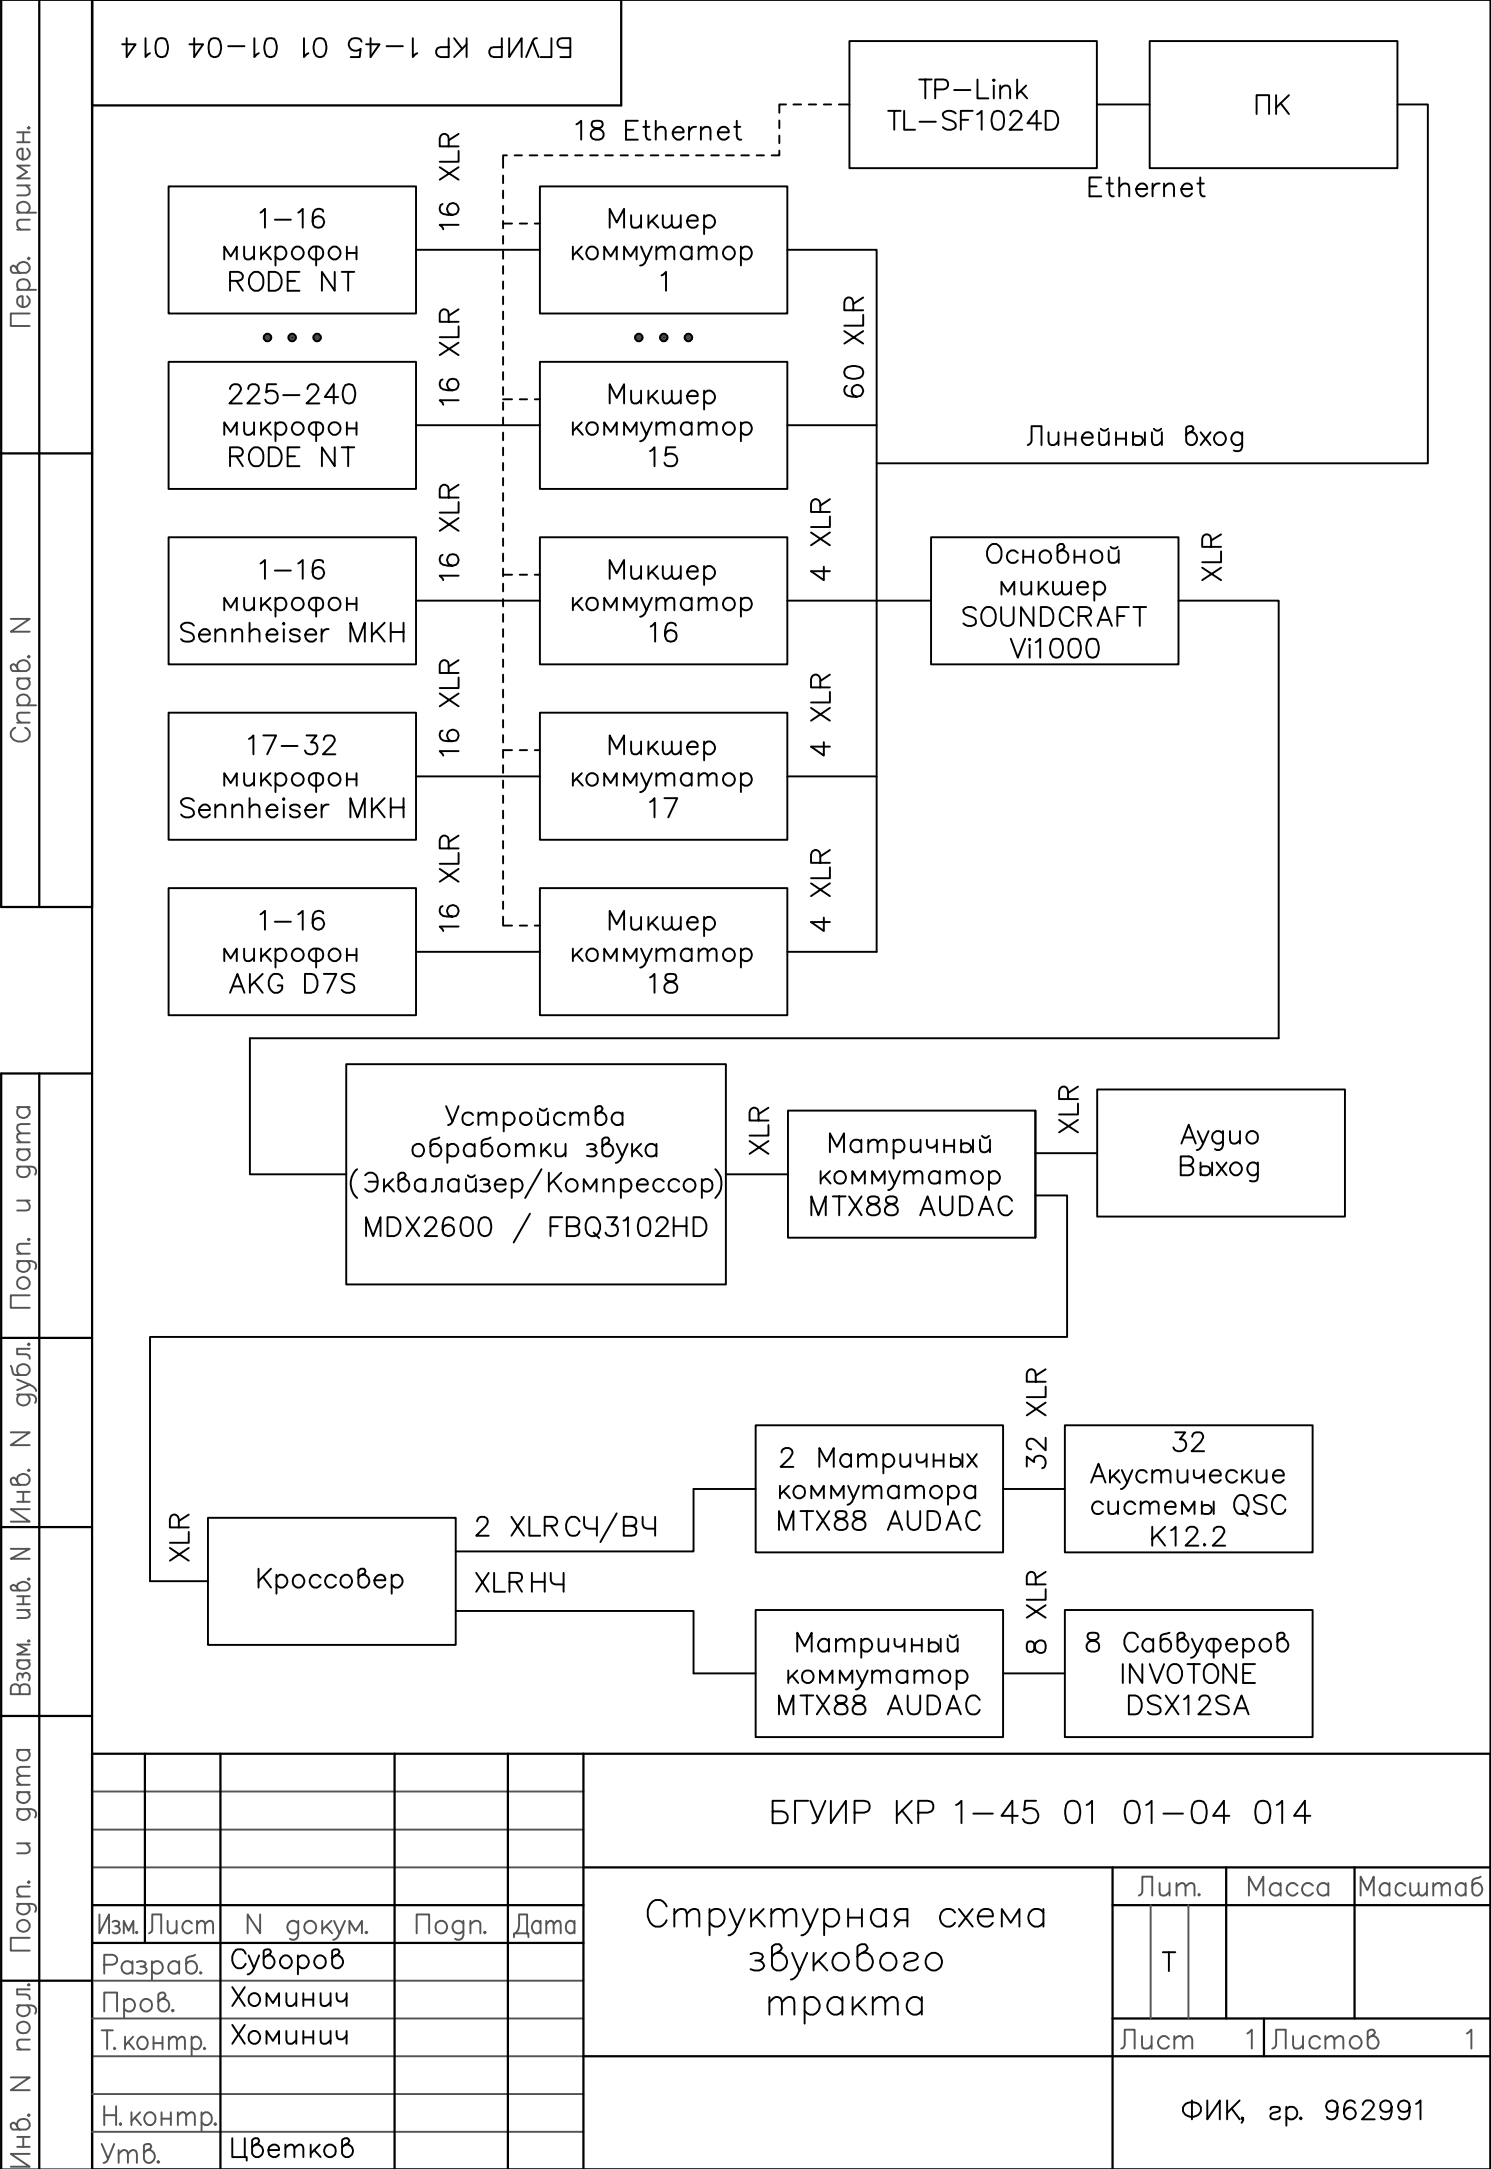 БГУИР КР 1-45 01 01-04 014
TP-Link
TL-SF1024D
ПК
Ethernet
18 Ethernet
16 XLR
1-16
микрофон
RODE NT
Микшер
коммутатор
1
60 XLR
16 XLR
225-240
микрофон
RODE NT
Микшер
коммутатор
15
Линейный вход
16 XLR
1-16
микрофон
Sennheiser MKH
Микшер
коммутатор
16
4 XLR
Основной
микшер
SOUNDCRAFT
Vi1000
XLR
16 XLR
17-32
микрофон
Sennheiser MKH
Микшер
коммутатор
17
4 XLR
16 XLR
1-16
микрофон
AKG D7S
Микшер
коммутатор
18
4 XLR
Устройства
обработки звука
(Эквалайзер/Компрессор)
MDX2600 / FBQ3102HD
XLR
Матричный
коммутатор
MTX88 AUDAC
XLR
Аудио
Выход
XLR
Кроссовер
2 XLR СЧ/ВЧ
XLR НЧ
2 Матричных
коммутатора
MTX88 AUDAC
32 XLR
32
Акустические
системы QSC
K12.2
Матричный
коммутатор
MTX88 AUDAC
8 XLR
8 Сабвуферов
INVOTONE
DSX12SA
Перв. примен.
Справ. N
Подп. и дата
Инв. N дубл.
Взам. инв. N
Подп. и дата
Инв. N подл.
БГУИР КР 1-45 01 01-04 014
Изм. Лист N докум. Подп. Дата
Разраб. Суворов
Пров. Хоминич
Т.контр. Хоминич
Н.контр.
Утв. Цветков
Структурная схема
звукового
тракта
Лит. Масса Масштаб
Т
Лист 1 Листов 1
ФИК, гр. 962991